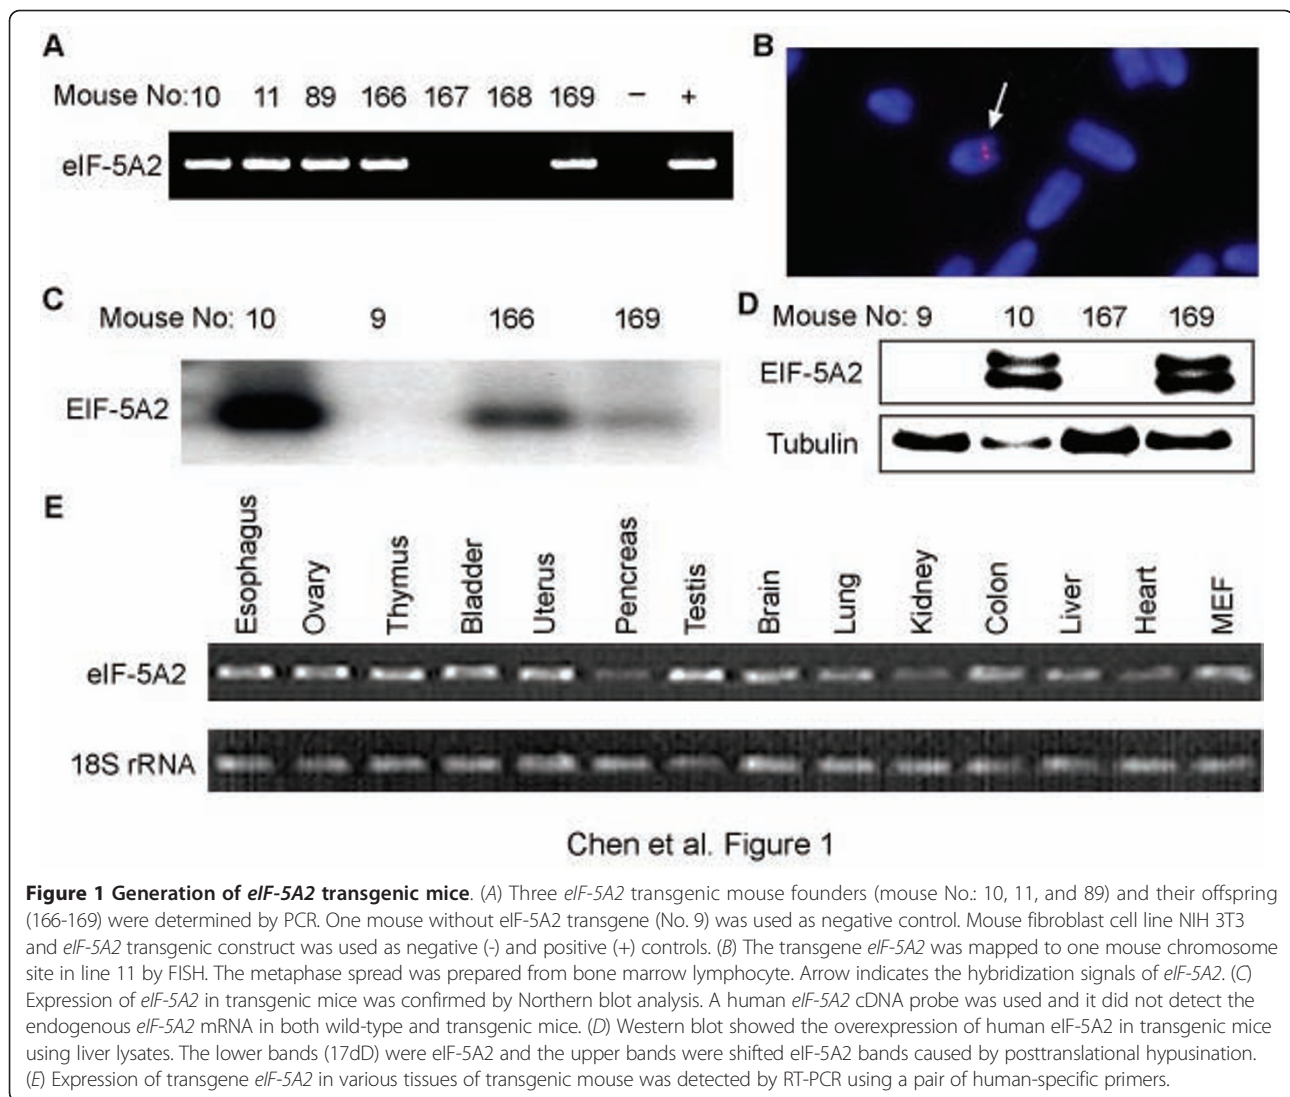 A
Mouse No: 10 11 89 166 167 168 169 – +
eIF-5A2
B
C
Mouse No: 10 9 166 169
EIF-5A2
D
Mouse No: 9 10 167 169
EIF-5A2
Tubulin
E
Esophagus Ovary Thymus Bladder Uterus Pencreas Testis Brain Lung Kidney Colon Liver Heart MEF
eIF-5A2
18S rRNA
Chen et al. Figure 1
Figure 1 Generation of eIF-5A2 transgenic mice. (A) Three eIF-5A2 transgenic mouse founders (mouse No.: 10, 11, and 89) and their offspring
(166-169) were determined by PCR. One mouse without eIF-5A2 transgene (No. 9) was used as negative control. Mouse fibroblast cell line NIH 3T3
and eIF-5A2 transgenic construct was used as negative (-) and positive (+) controls. (B) The transgene eIF-5A2 was mapped to one mouse chromosome
site in line 11 by FISH. The metaphase spread was prepared from bone marrow lymphocyte. Arrow indicates the hybridization signals of eIF-5A2. (C)
Expression of eIF-5A2 in transgenic mice was confirmed by Northern blot analysis. A human eIF-5A2 cDNA probe was used and it did not detect the
endogenous eIF-5A2 mRNA in both wild-type and transgenic mice. (D) Western blot showed the overexpression of human eIF-5A2 in transgenic mice
using liver lysates. The lower bands (17dD) were eIF-5A2 and the upper bands were shifted eIF-5A2 bands caused by posttranslational hypusination.
(E) Expression of transgene eIF-5A2 in various tissues of transgenic mouse was detected by RT-PCR using a pair of human-specific primers.